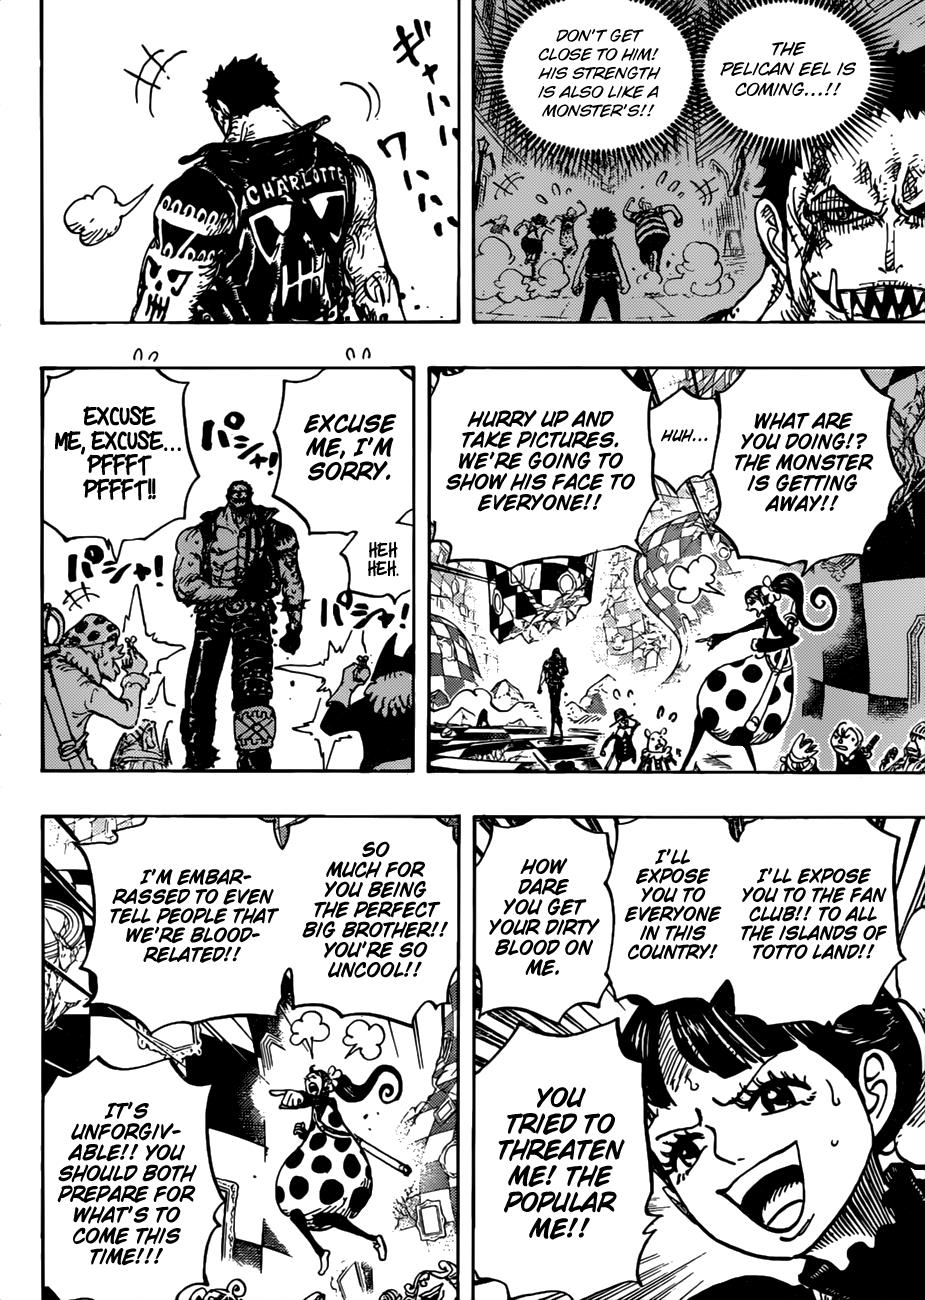 THE
PELICAN EEL IS
COMING...!!
DON'T GET
CLOSE TO HIM!
HIS STRENGTH
IS ALSO LIKE A
MONSTER'S!!
ギャハハハ
ワハハハ
CHARLOTTE
WHAT ARE
YOU DOING!?
THE MONSTER
IS GETTING
AWAY!!
HUH...
HURRY UP AND
TAKE PICTURES.
WE'RE GOING TO
SHOW HIS FACE TO
EVERYONE!!
EXCUSE
ME, I'M
SORRY.
パシャ!
EXCUSE
ME, EXCUSE...
PFFFT
PFFFT!!
HEH
HEH.
パシャ!
パシャ!
I'LL EXPOSE
YOU TO THE FAN
CLUB!! TO ALL
THE ISLANDS OF
TOTTO LAND!!
I'LL
EXPOSE
YOU TO
EVERYONE
IN THIS
COUNTRY!
HOW
DARE
YOU GET
YOUR DIRTY
BLOOD ON
ME.
YOU
TRIED TO
THREATEN
ME! THE
POPULAR
ME!!
SO
MUCH FOR
YOU BEING
THE PERFECT
BIG BROTHER!!
YOU'RE SO
UNCOOL!!
I'M EMBAR-
RASSED TO EVEN
TELL PEOPLE THAT
WE'RE BLOOD-
RELATED!!
IT'S
UNFORGIV-
ABLE!! YOU
SHOULD BOTH
PREPARE FOR
WHAT'S TO
COME THIS
TIME!!!